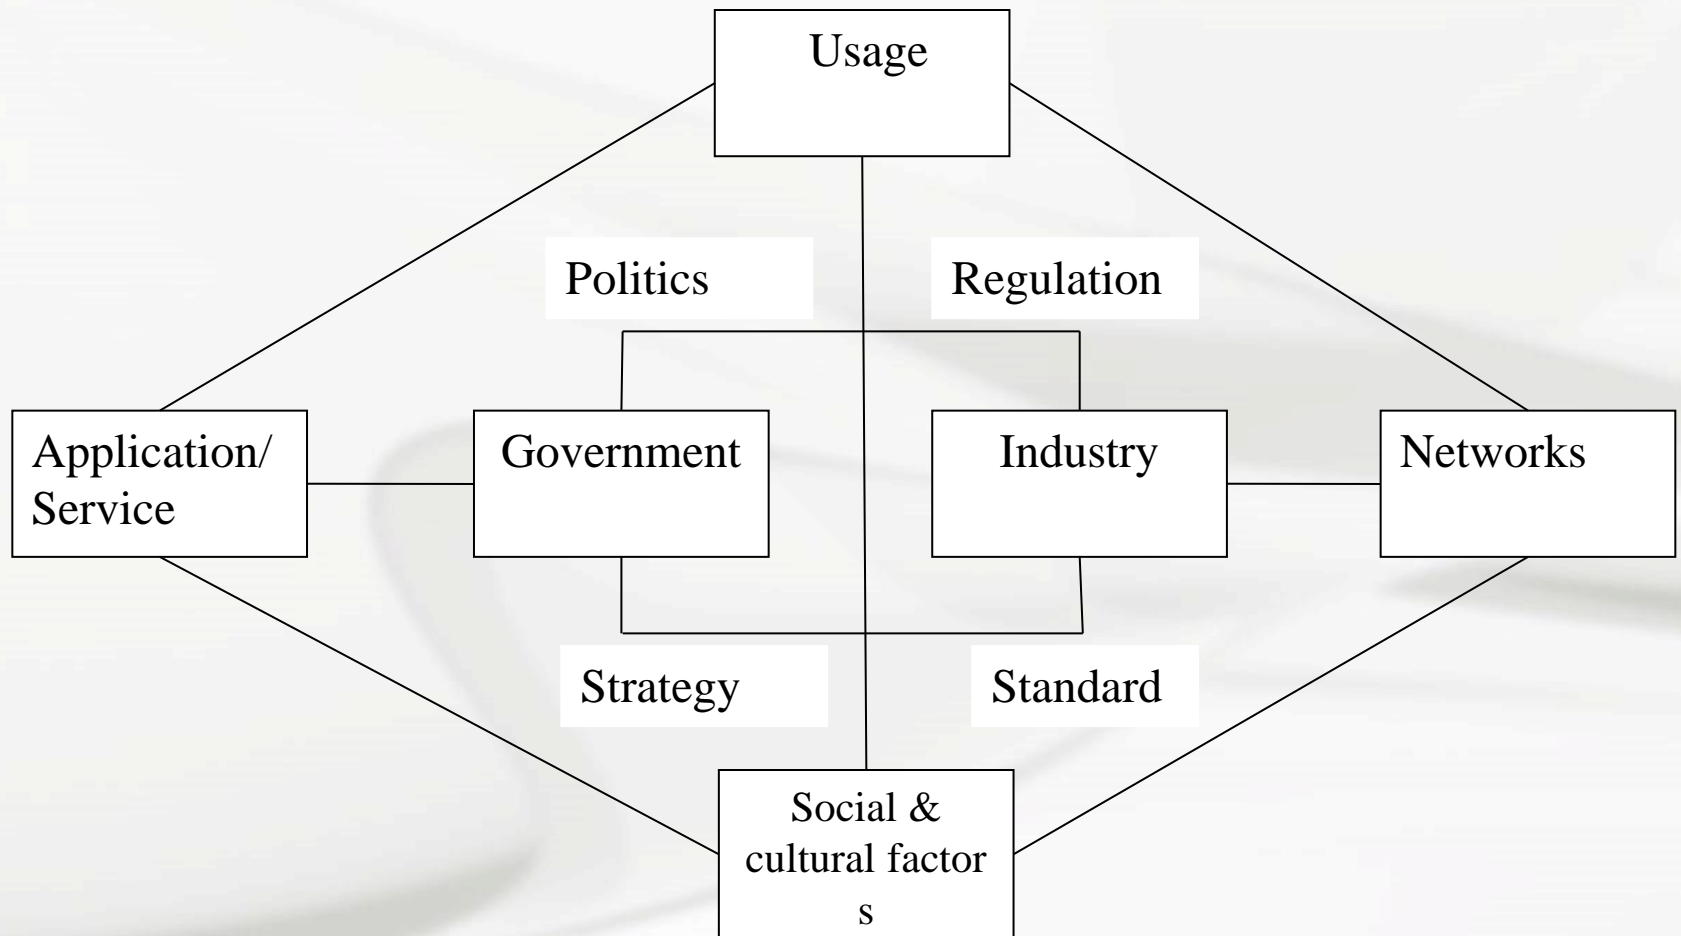 Usage
Politics
Regulation
Application/
Service
Government
Industry
Networks
Strategy
Standard
Social &
cultural factor
s